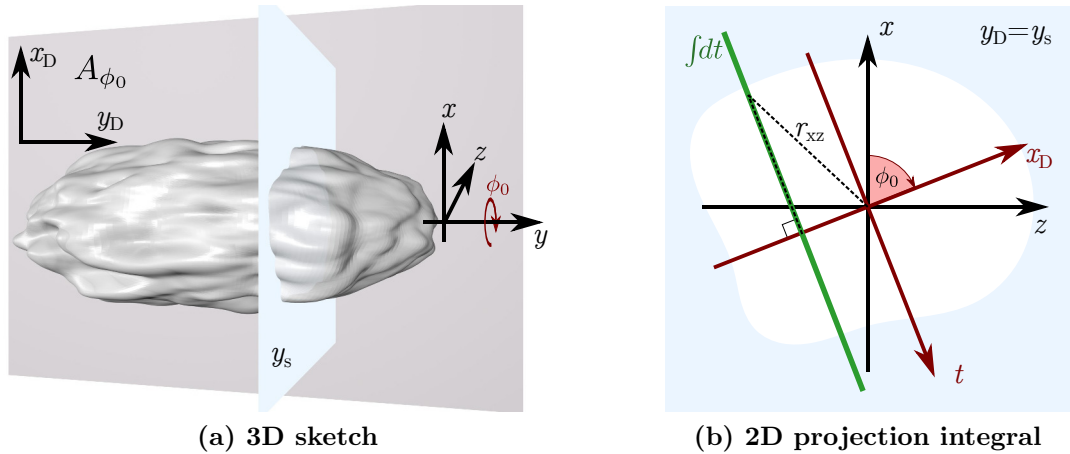 x_D
A_ϕ₀
y_D
x
z
ϕ₀
y
y_s
(a) 3D sketch
∫dt
x
y_D=y_s
r_xz
ϕ₀
x_D
z
t
(b) 2D projection integral